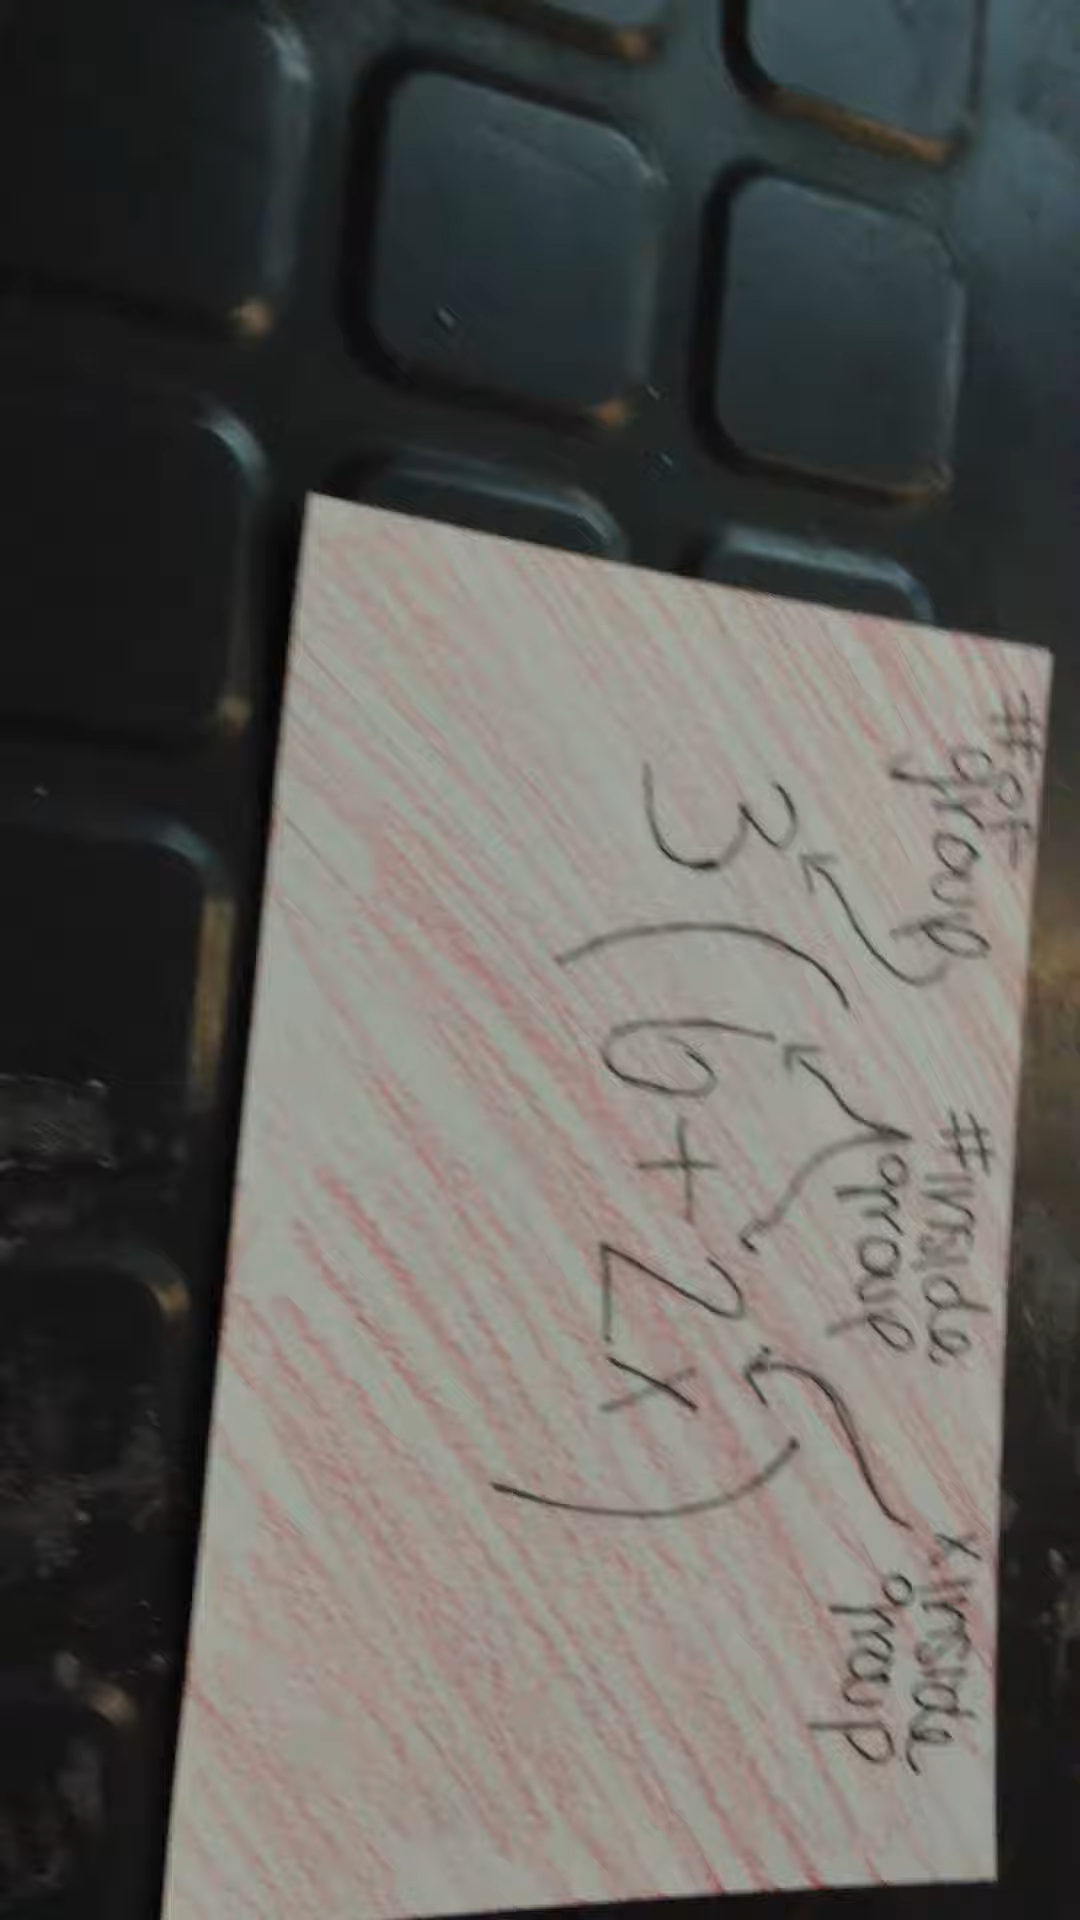 # of
group
# inside
group
x inside
group
3(6+2x)